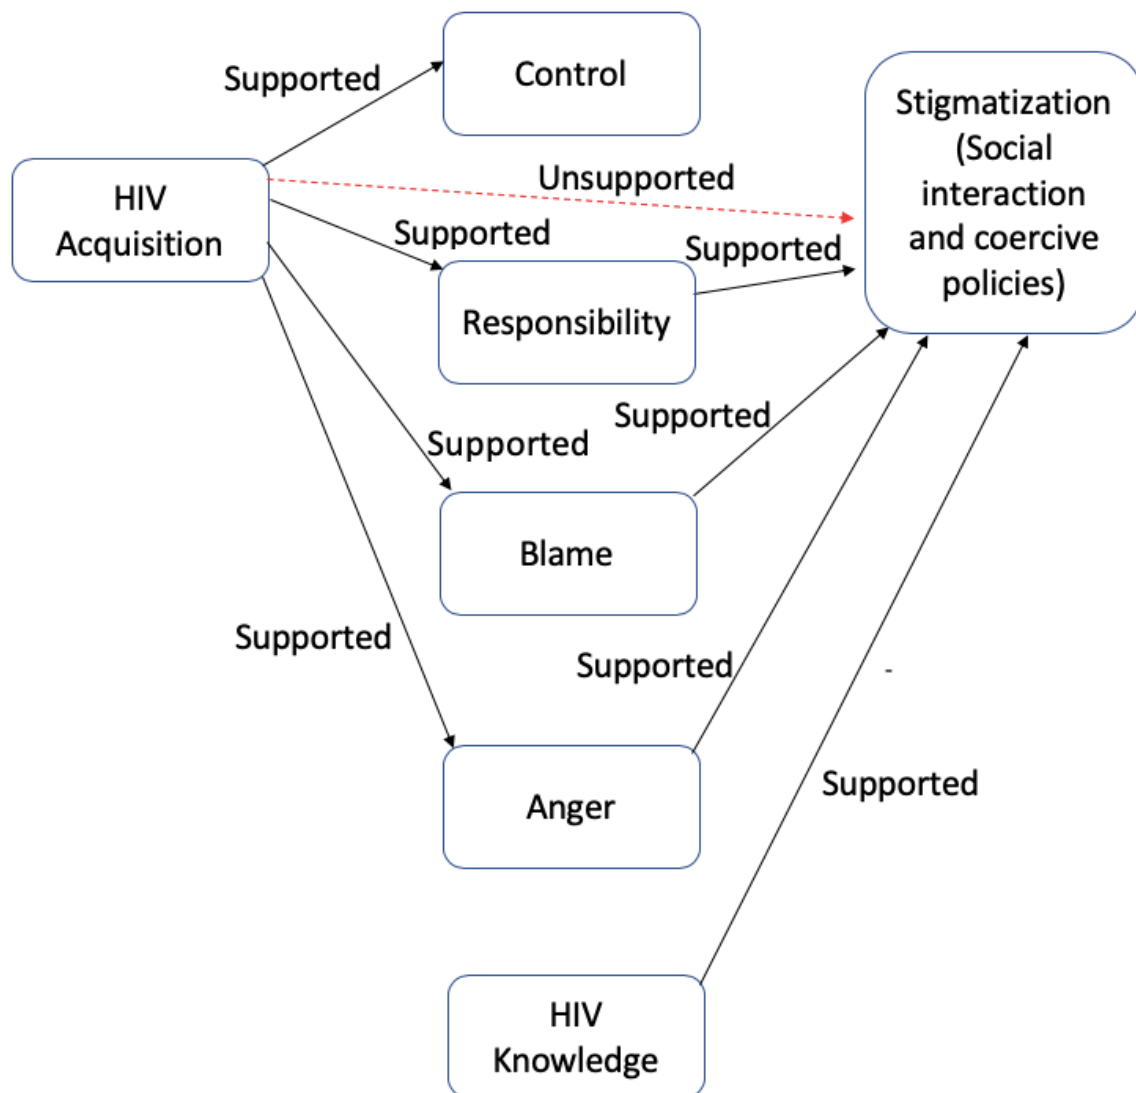 Supported
Control
Stigmatization
(Social
interaction
and coercive
policies)
HIV
Acquisition
Unsupported
Supported
Supported
Responsibility
Supported
Supported
Blame
Supported
Supported
Anger
Supported
HIV
Knowledge
-